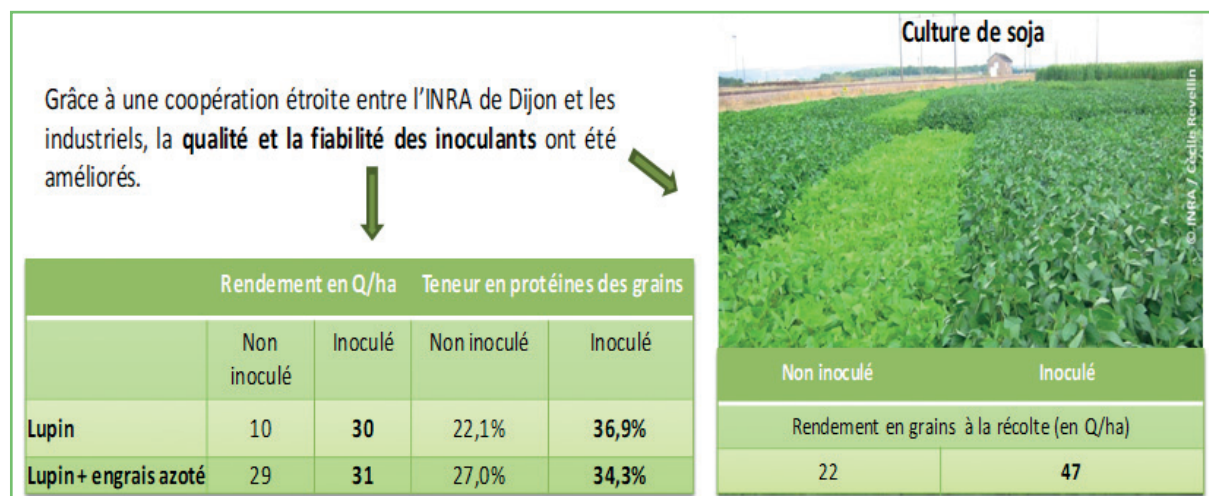 Grâce à une coopération étroite entre l'INRA de Dijon et les
industriels, la qualité et la fiabilité des inoculants ont été
améliorés.
Rendement en Q/ha Teneur en protéines des grains
Non inoculé Inoculé Non inoculé Inoculé
Lupin 10 30 22,1% 36,9%
Lupin + engrais azoté 29 31 27,0% 34,3%
Culture de soja
© INRA / Cécile Revellin
Non inoculé Inoculé
Rendement en grains à la récolte (en Q/ha)
22 47